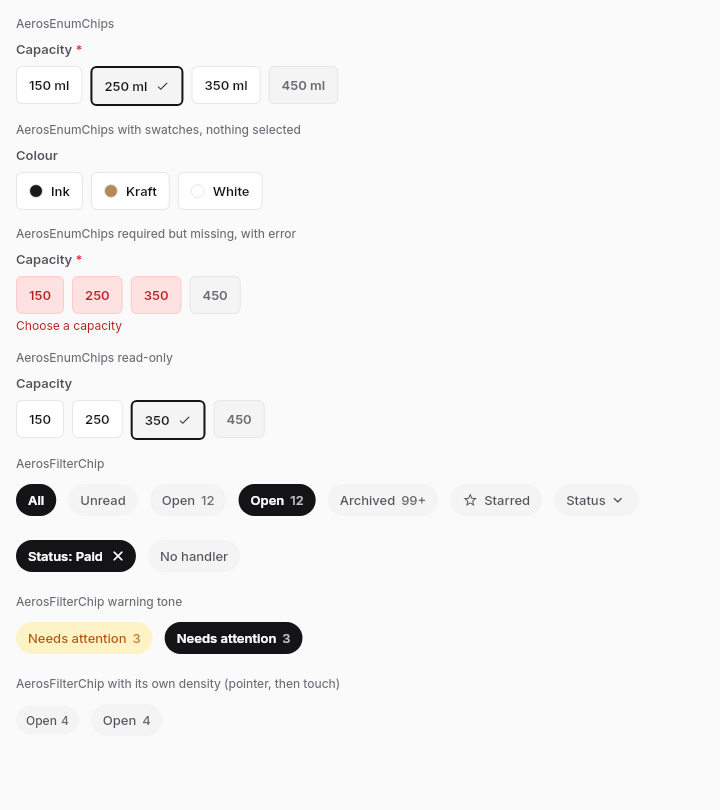 AerosEnumChips
Capacity *
150 ml 250 ml 350 ml 450 ml
AerosEnumChips with swatches, nothing selected
Colour
Ink Kraft White
AerosEnumChips required but missing, with error
Capacity *
150 250 350 450
Choose a capacity
AerosEnumChips read-only
Capacity
150 250 350 450
AerosFilterChip
All Unread Open 12 Open 12 Archived 99+ Starred Status
Status: Paid No handler
AerosFilterChip warning tone
Needs attention 3 Needs attention 3
AerosFilterChip with its own density (pointer, then touch)
Open 4 Open 4